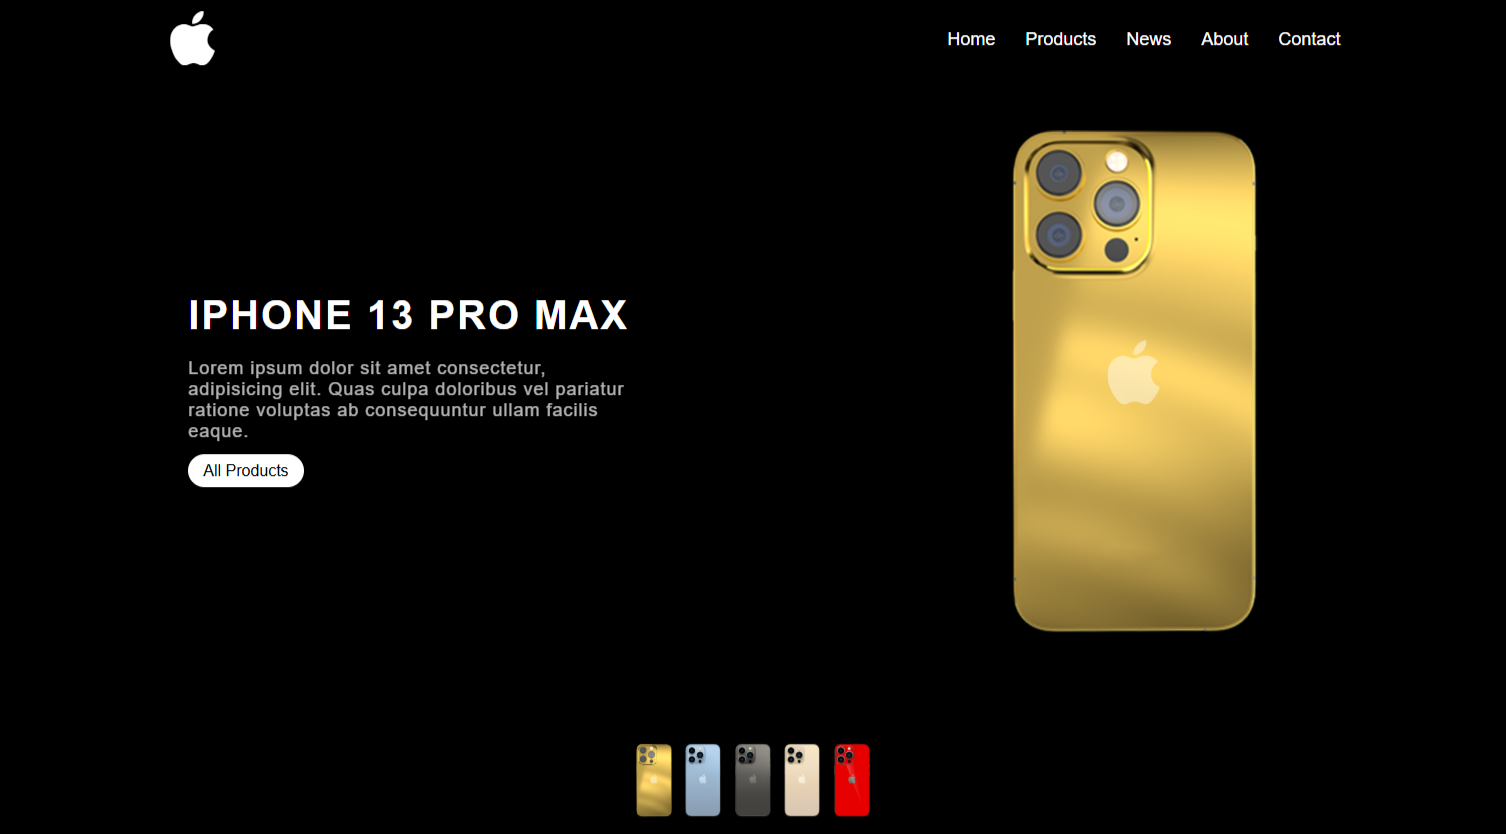 Home Products News About Contact
IPHONE 13 PRO MAX
Lorem ipsum dolor sit amet consectetur,
adipisicing elit. Quas culpa doloribus vel pariatur
ratione voluptas ab consequuntur ullam facilis
eaque.
All Products